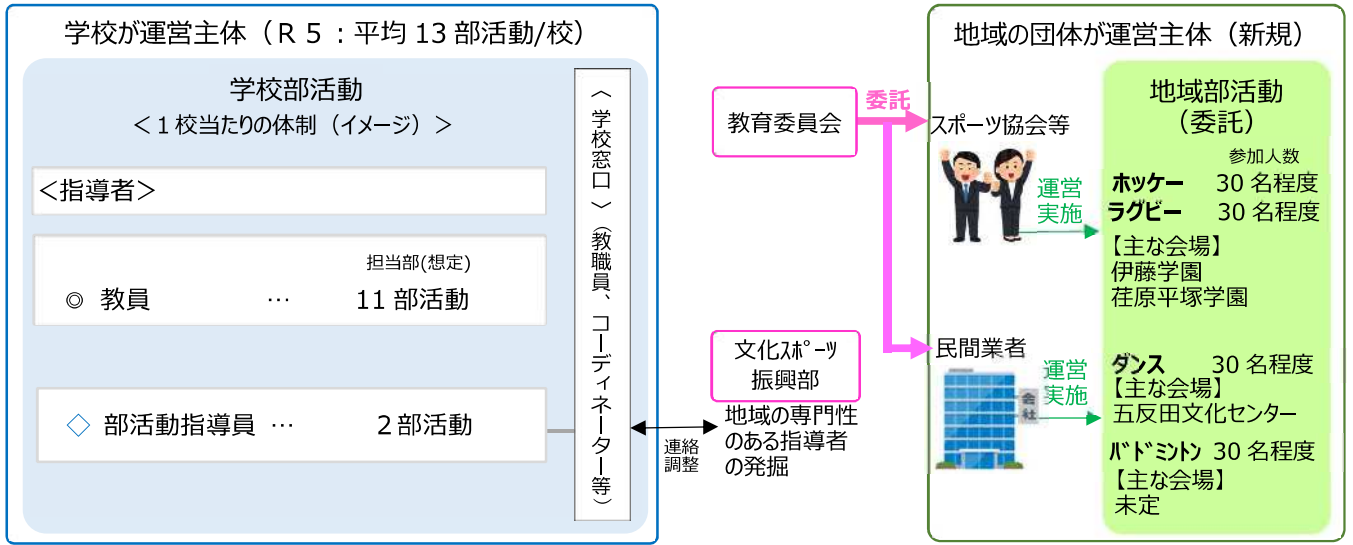 学校が運営主体（Ｒ５：平均13部活動/校）
学校部活動
＜１校当たりの体制（イメージ）＞
＜指導者＞
担当部(想定)
◎ 教員 … 11部活動
◇ 部活動指導員 … ２部活動
〈学校窓口〉（教職員、コーディネーター等）
連絡
調整
教育委員会
委託
文化ｽﾎﾟｰﾂ
振興部
地域の専門性
のある指導者
の発掘
地域の団体が運営主体（新規）
スポーツ協会等
運営
実施
民間業者
会社
運営
実施
地域部活動
（委託）
参加人数
ホッケー 30名程度
ラグビー 30名程度
【主な会場】
伊藤学園
荏原平塚学園
ダンス 30名程度
【主な会場】
五反田文化センター
ﾊﾞﾄﾞﾐﾝﾄﾝ 30名程度
【主な会場】
未定